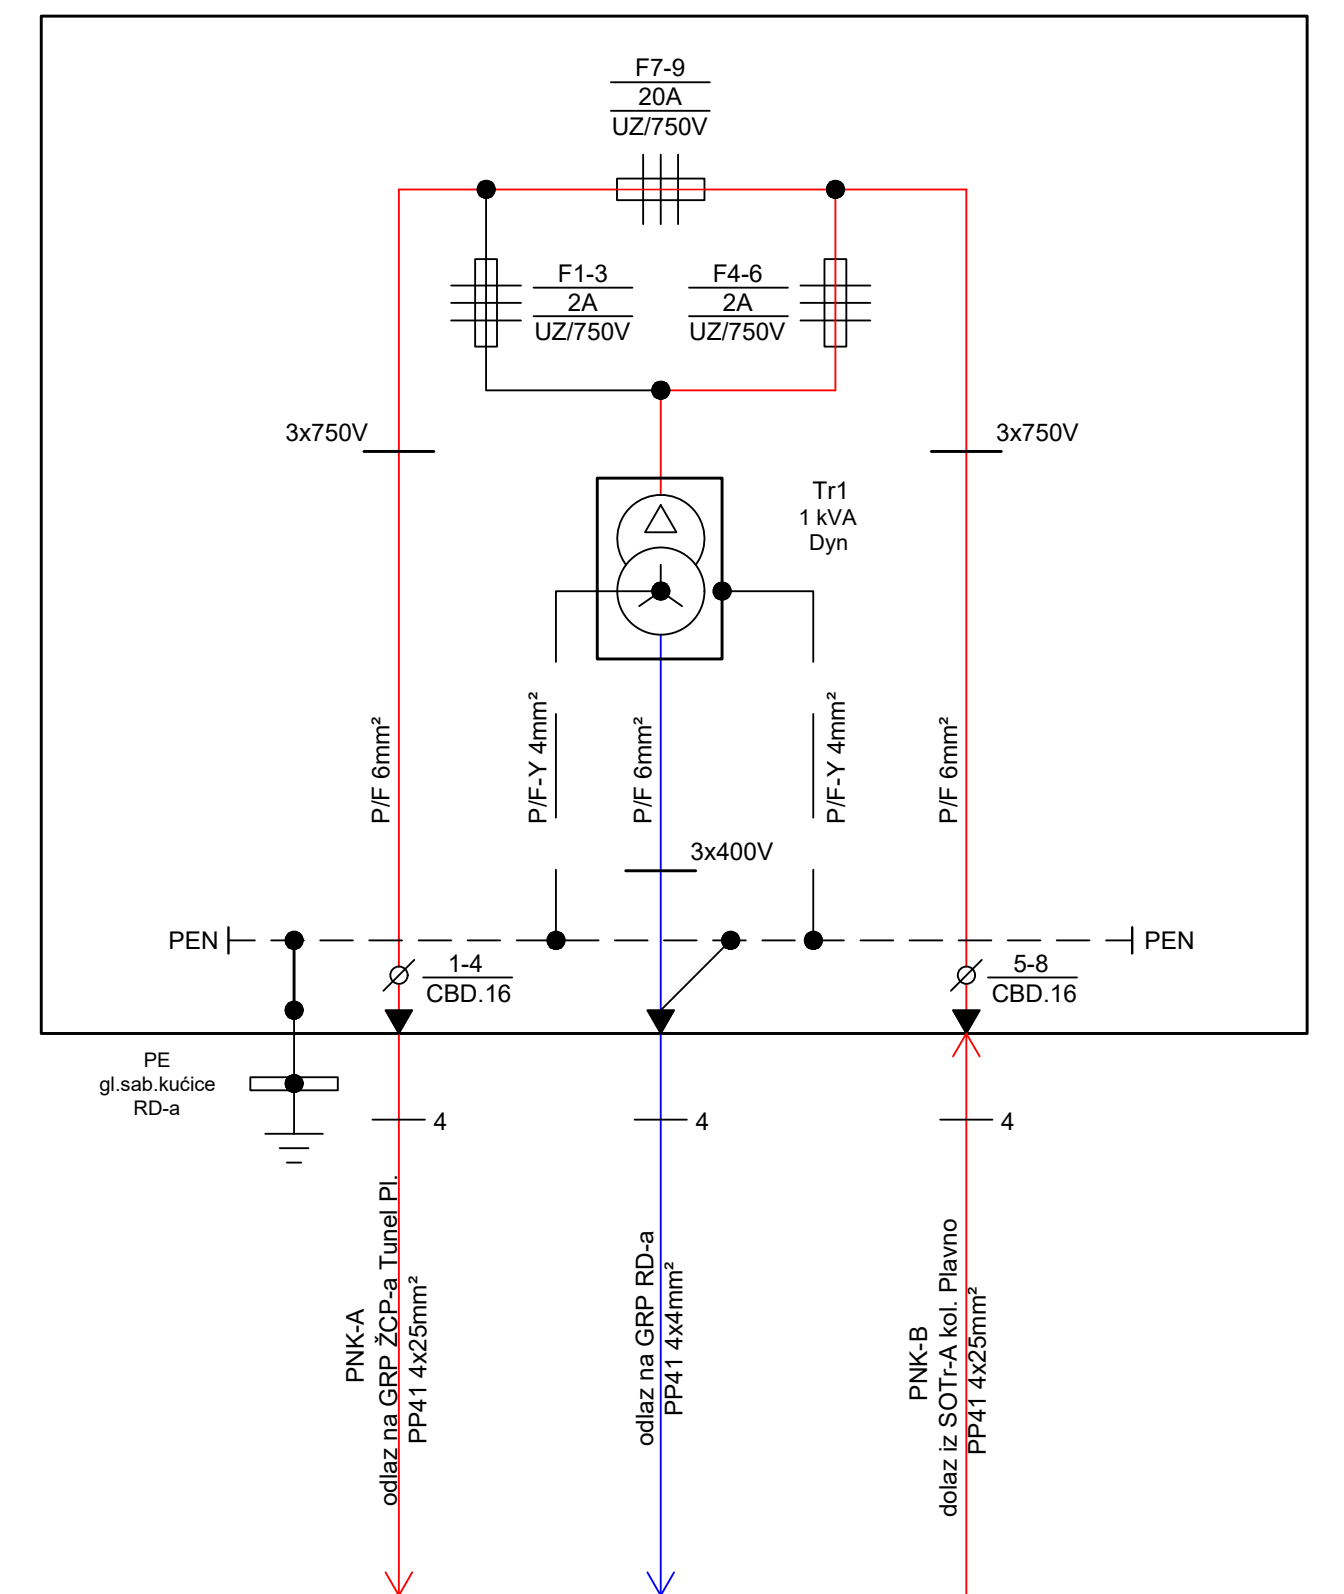 F7-9
20A
UZ/750V
F1-3
2A
UZ/750V
F4-6
2A
UZ/750V
3x750V
3x750V
Tr1
1 kVA
Dyn
P/F 6mm²
P/F-Y 4mm²
P/F 6mm²
P/F-Y 4mm²
P/F 6mm²
3x400V
PEN
PEN
1-4
CBD.16
5-8
CBD.16
PE
gl.sab.kućice
RD-a
4
4
4
PNK-A
odlaz na GRP ŽCP-a Tunel Pl.
PP41 4x25mm²
odlaz na GRP RD-a
PP41 4x4mm²
PNK-B
dolaz iz SOTr-A kol. Plavno
PP41 4x25mm²